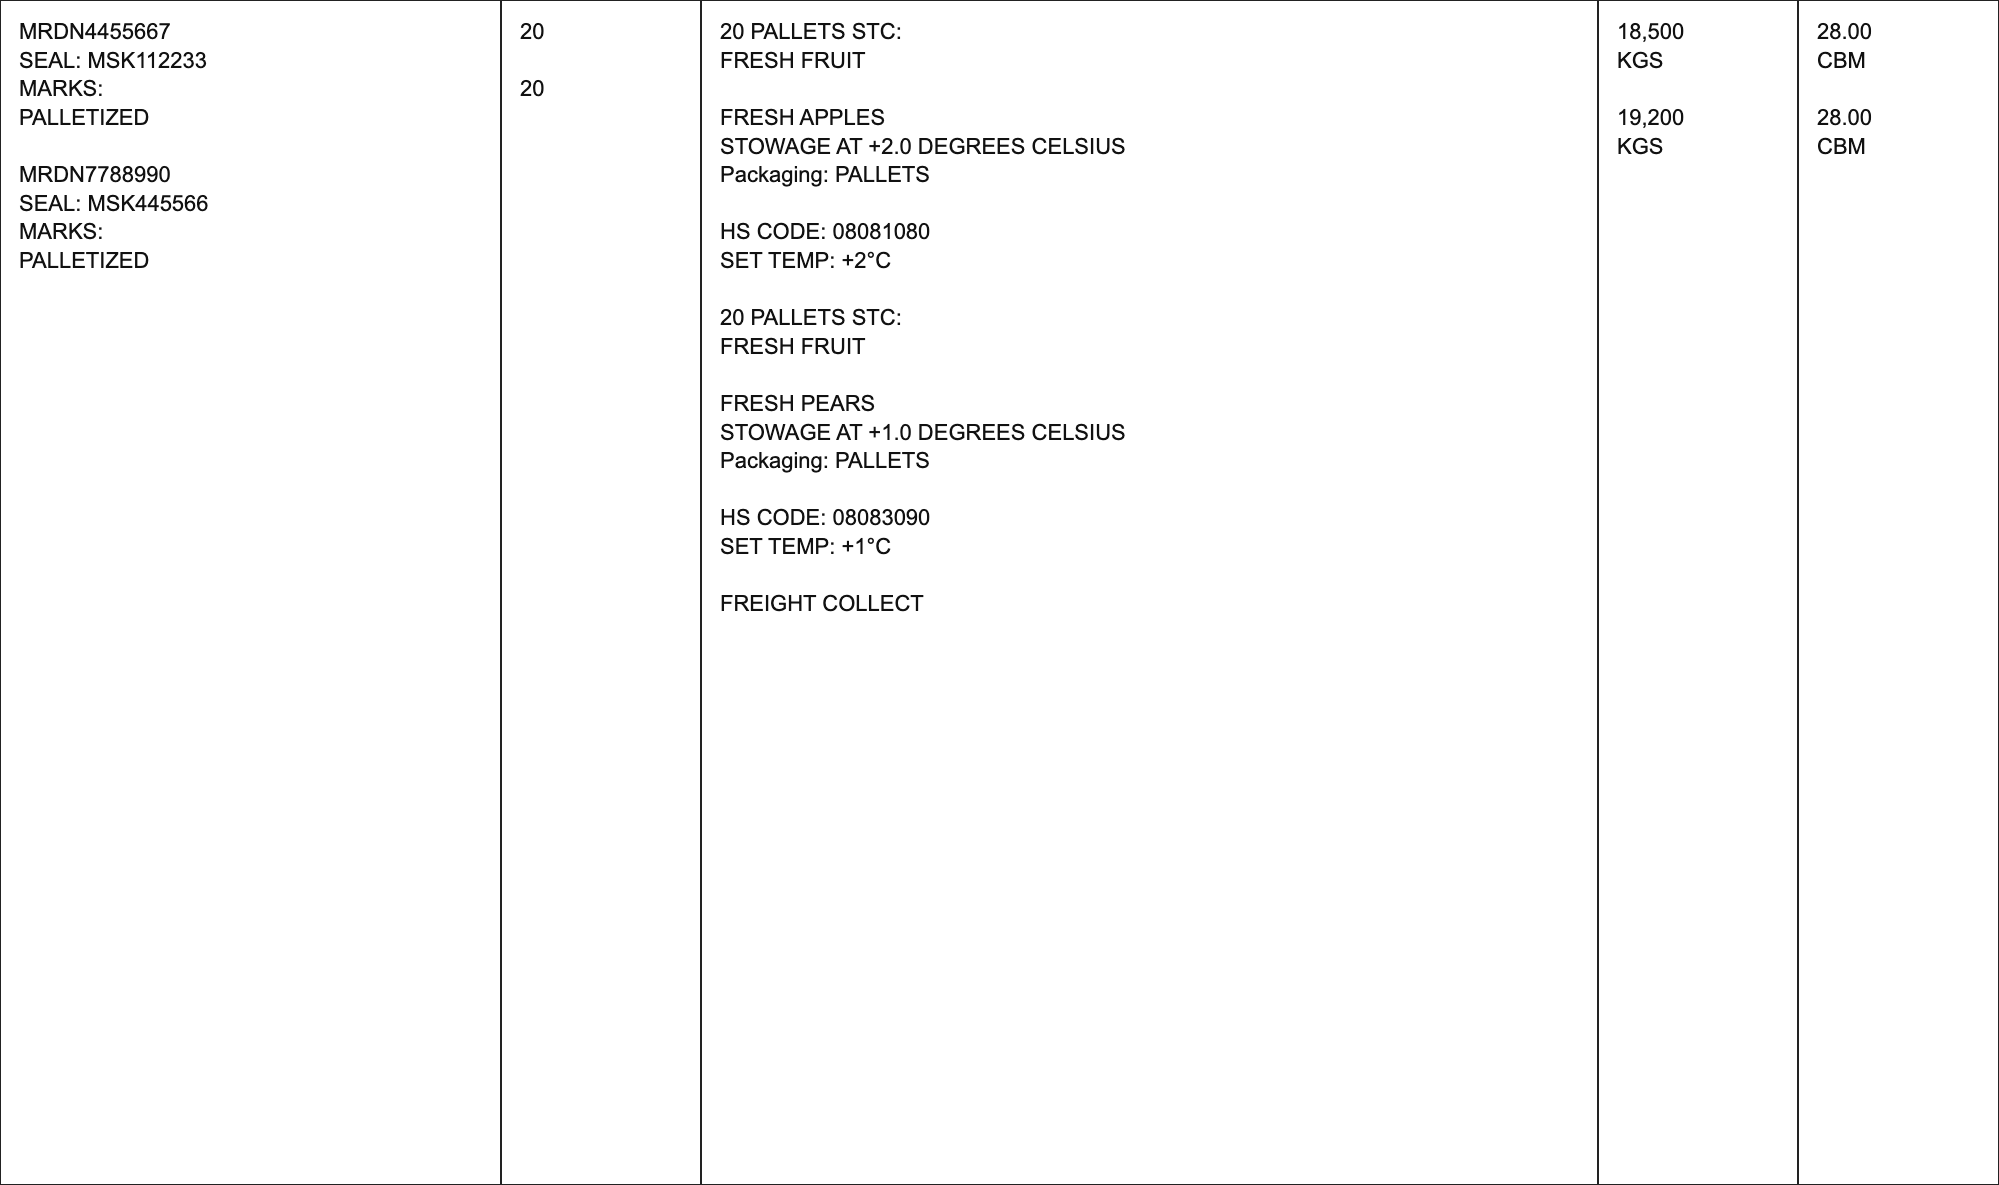 MRDN4455667
SEAL: MSK112233
MARKS:
PALLETIZED
MRDN7788990
SEAL: MSK445566
MARKS:
PALLETIZED
20
20
20 PALLETS STC:
FRESH FRUIT
FRESH APPLES
STOWAGE AT +2.0 DEGREES CELSIUS
Packaging: PALLETS
HS CODE: 08081080
SET TEMP: +2°C
20 PALLETS STC:
FRESH FRUIT
FRESH PEARS
STOWAGE AT +1.0 DEGREES CELSIUS
Packaging: PALLETS
HS CODE: 08083090
SET TEMP: +1°C
FREIGHT COLLECT
18,500
KGS
19,200
KGS
28.00
CBM
28.00
CBM